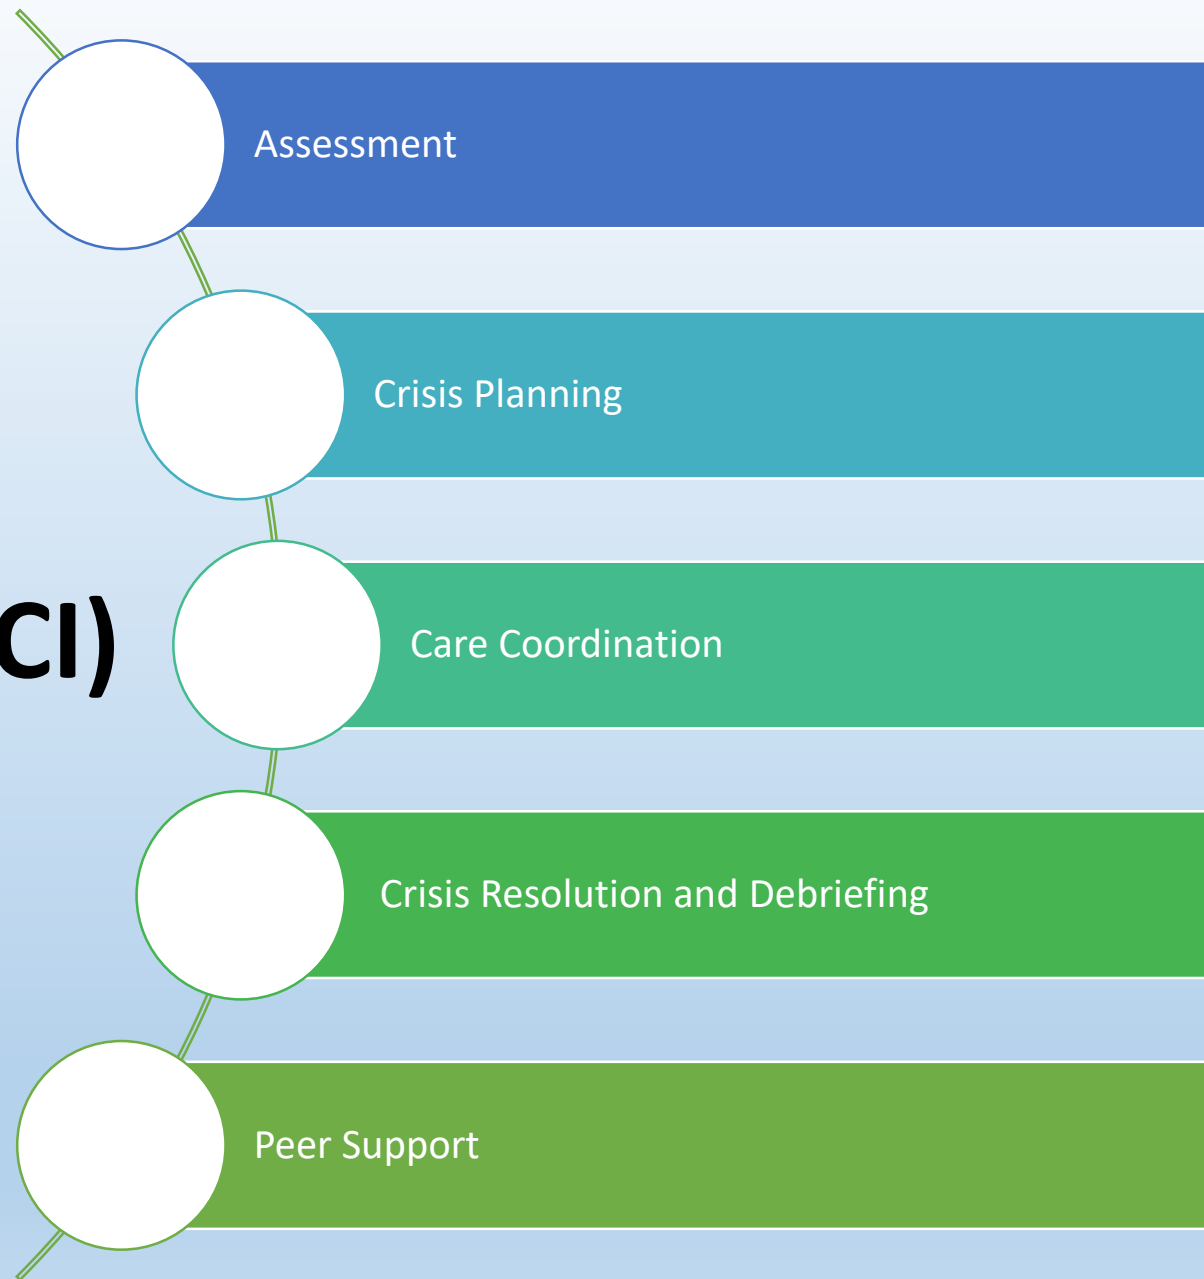 Assessment
Crisis Planning
CI)
Care Coordination
Crisis Resolution and Debriefing
Peer Support